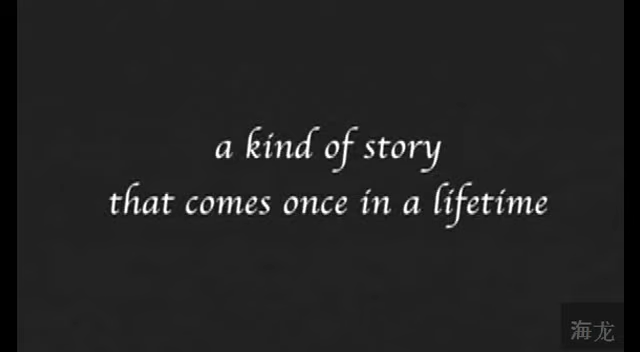 a kind of story
that comes once in a lifetime
海龙